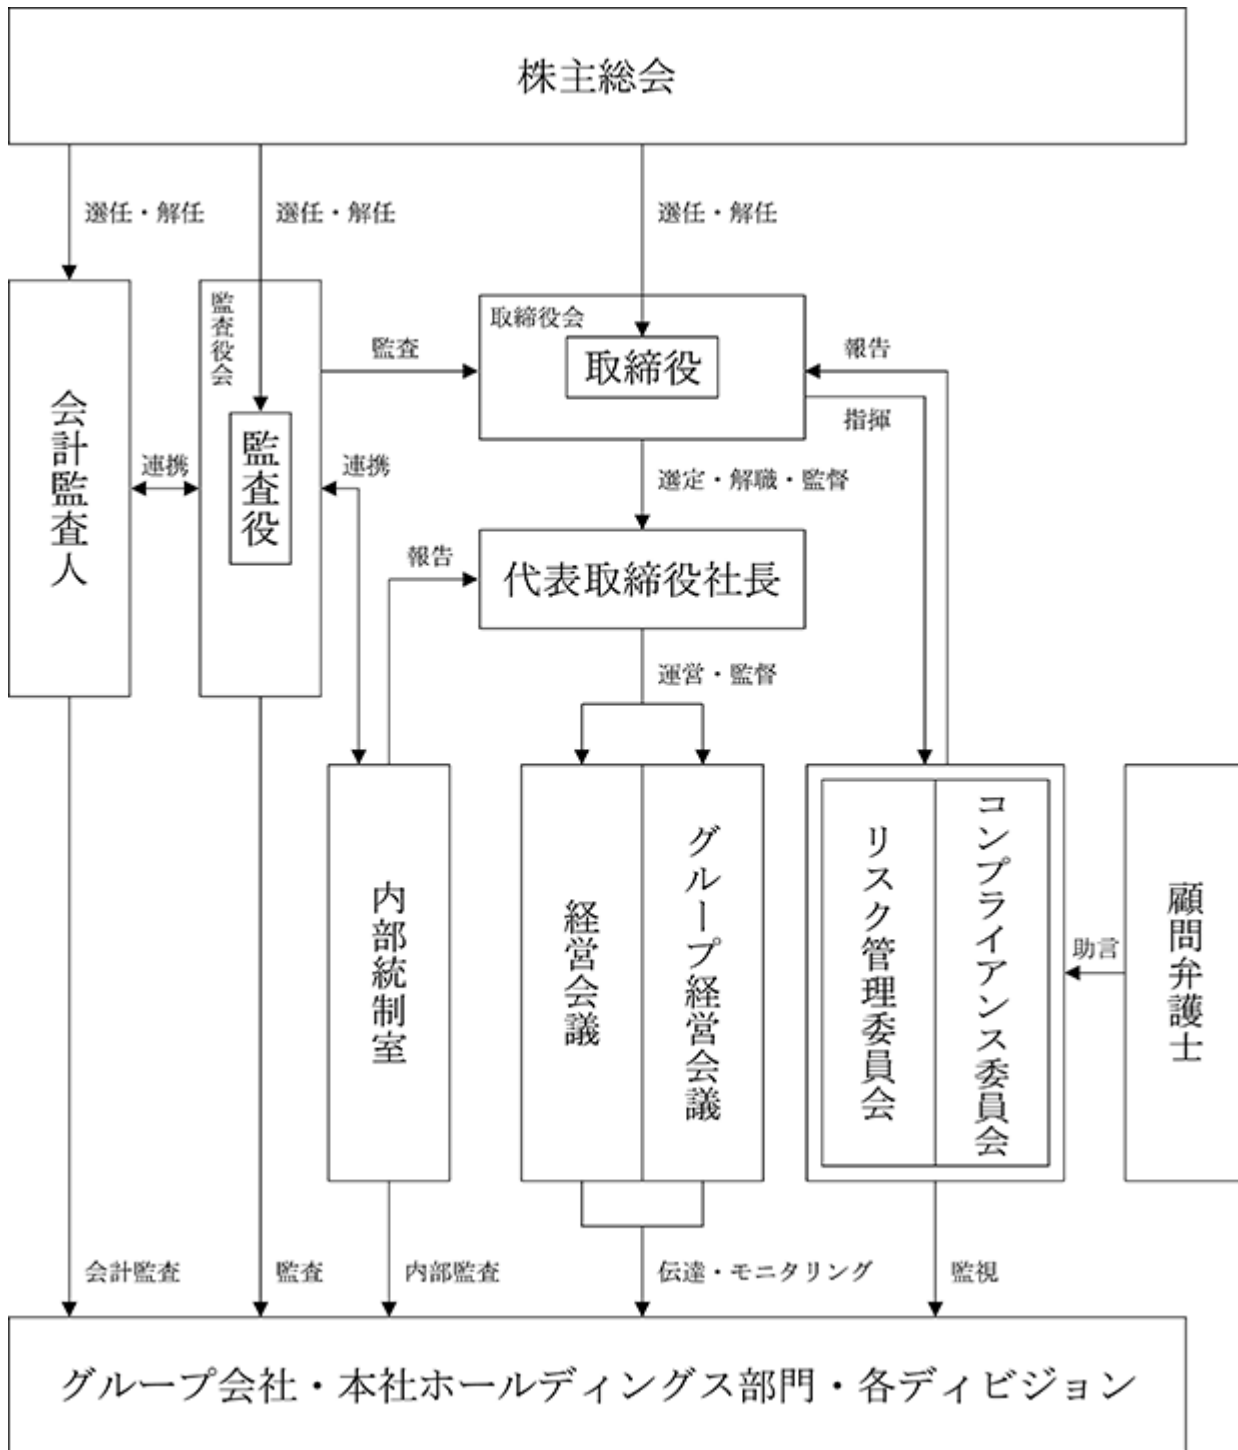 株主総会
選任・解任
選任・解任
選任・解任
監査役会
取締役会
取締役
監査
報告
指揮
会計監査人
監査役
連携
連携
選定・解職・監督
報告
代表取締役社長
運営・監督
内部統制室
経営会議
グループ経営会議
リスク管理委員会
コンプライアンス委員会
助言
顧問弁護士
会計監査
監査
内部監査
伝達・モニタリング
監視
グループ会社・本社ホールディングス部門・各ディビジョン